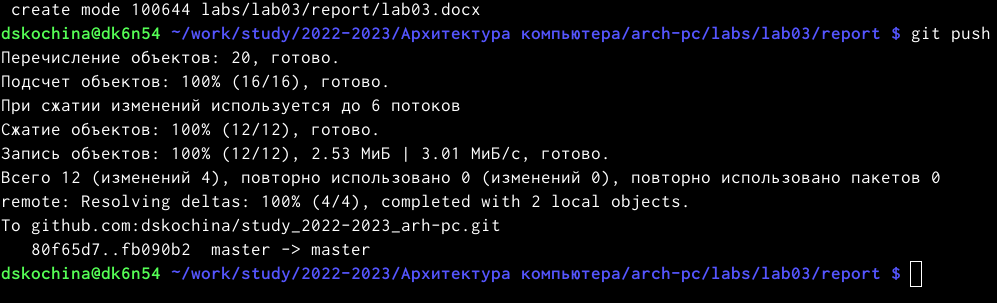 create mode 100644 labs/lab03/report/lab03.docx
dskochina@dk6n54 ~/work/study/2022-2023/Архитектура компьютера/arch-pc/labs/lab03/report $ git push
Перечисление объектов: 20, готово.
Подсчет объектов: 100% (16/16), готово.
При сжатии изменений используется до 6 потоков
Сжатие объектов: 100% (12/12), готово.
Запись объектов: 100% (12/12), 2.53 МиБ | 3.01 МиБ/с, готово.
Всего 12 (изменений 4), повторно использовано 0 (изменений 0), повторно использовано пакетов 0
remote: Resolving deltas: 100% (4/4), completed with 2 local objects.
To github.com:dskochina/study_2022-2023_arh-pc.git
   80f65d7..fb090b2  master -> master
dskochina@dk6n54 ~/work/study/2022-2023/Архитектура компьютера/arch-pc/labs/lab03/report $